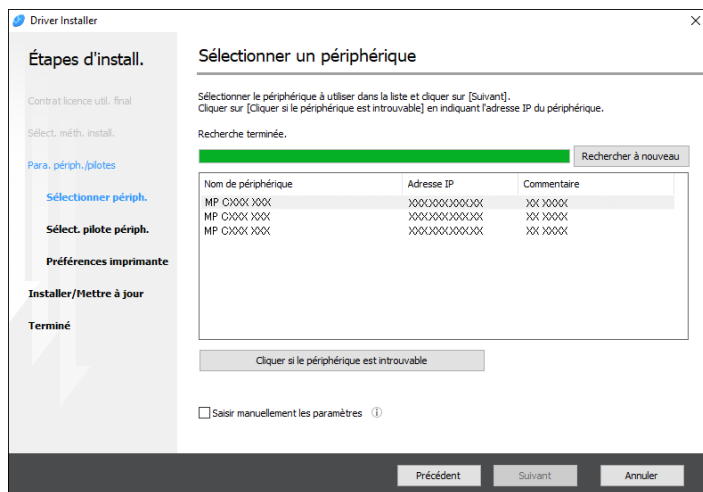 Driver Installer
Étapes d'install.
Contrat licence util. final
Sélect. méth. install.
Para. périph./pilotes
Sélectionner périph.
Sélect. pilote périph.
Préférences imprimante
Installer/Mettre à jour
Terminé
Sélectionner un périphérique
Sélectionner le périphérique à utiliser dans la liste et cliquer sur [Suivant].
Cliquer sur [Cliquer si le périphérique est introuvable] en indiquant l'adresse IP du périphérique.
Recherche terminée.
Rechercher à nouveau
Nom de périphérique Adresse IP Commentaire
MP CXXX XXX XXX.XXX.XXX.XX XX XXXX
MP CXXX XXX XXX.XXX.XXX.XX XX XXXX
MP CXXX XXX XXX.XXX.XXX.XX XX XXXX
Cliquer si le périphérique est introuvable
Saisir manuellement les paramètres
Précédent Suivant Annuler